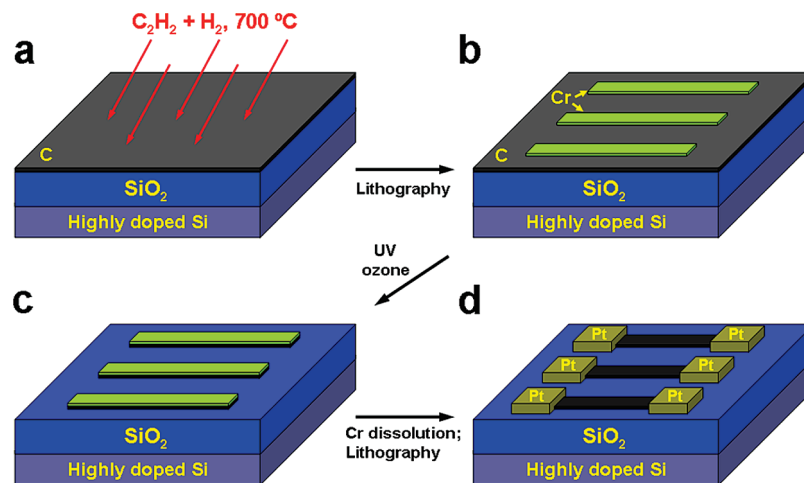 C₂H₂ + H₂, 700 ºC
a
C
SiO₂
Highly doped Si
Lithography
b
Cr
C
SiO₂
Highly doped Si
UV
ozone
c
SiO₂
Highly doped Si
Cr dissolution;
Lithography
d
Pt Pt
Pt Pt
Pt Pt
SiO₂
Highly doped Si